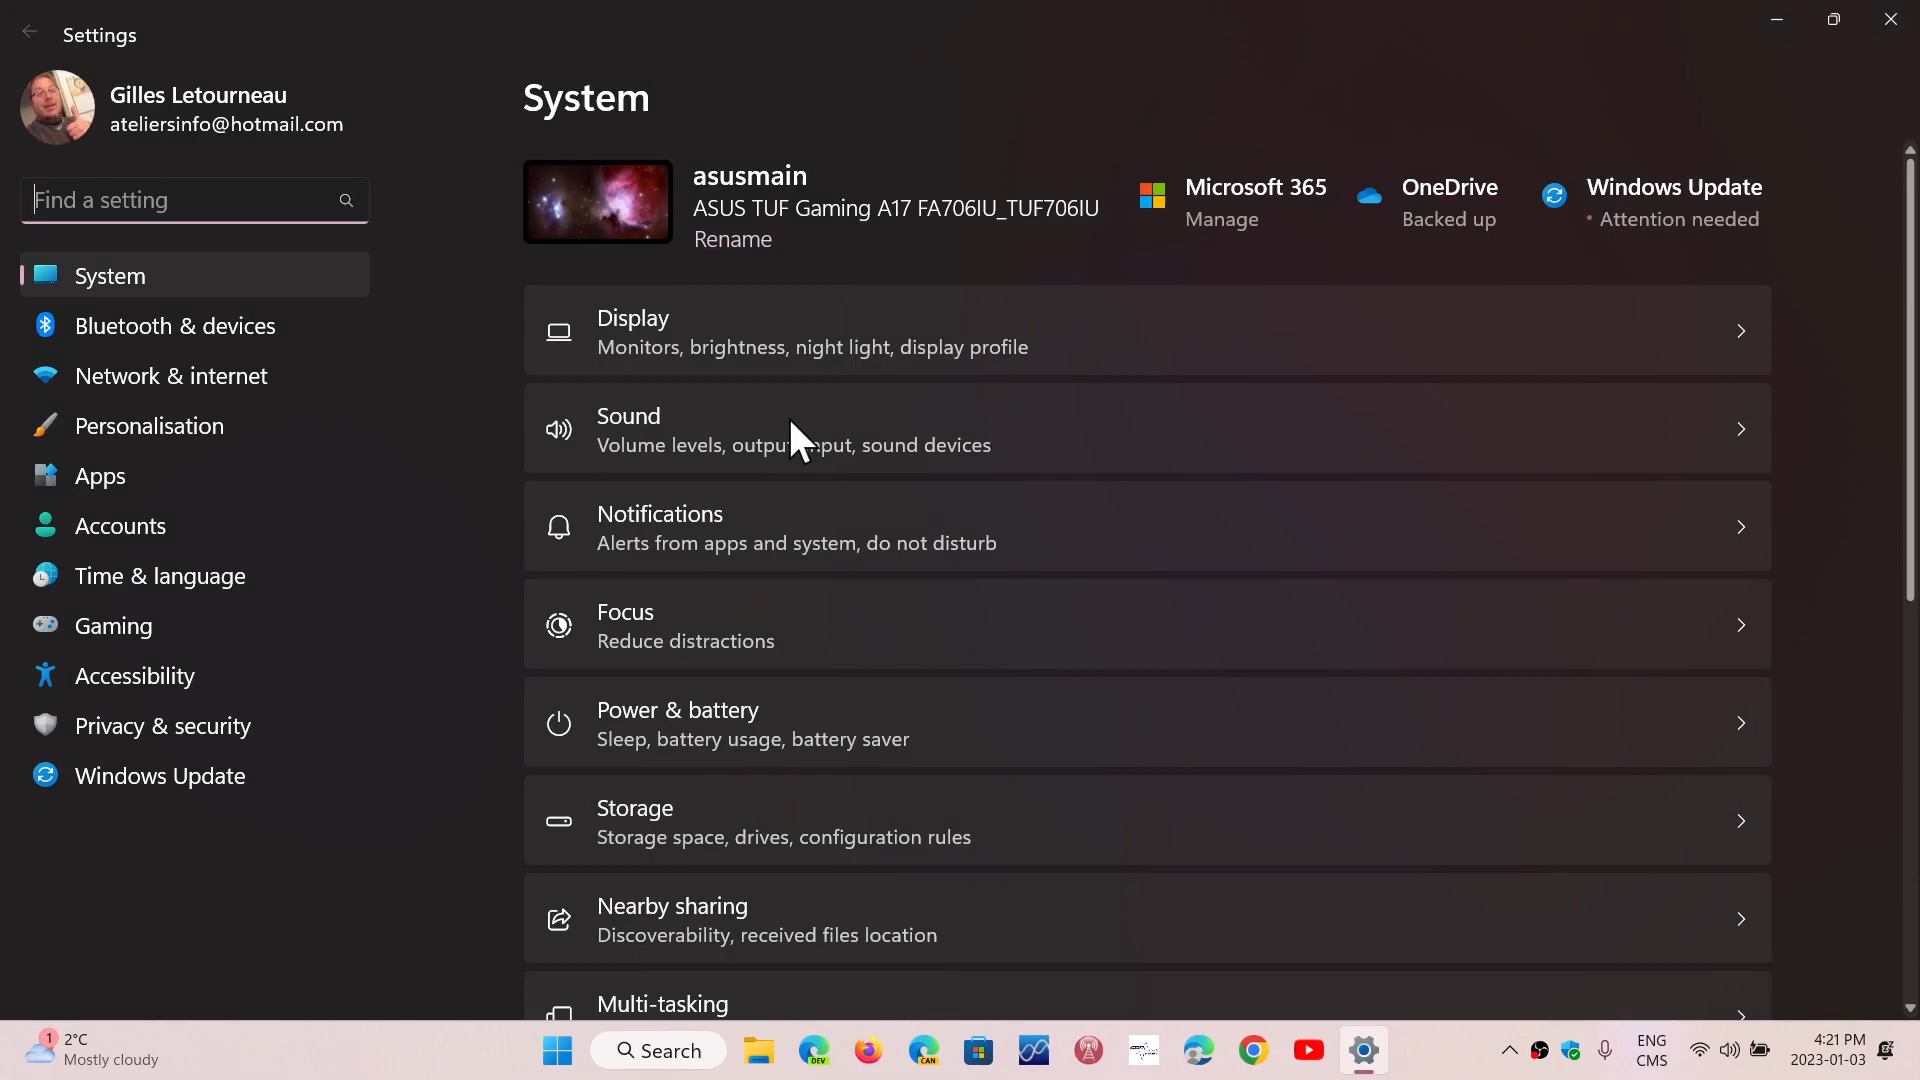 Settings
Gilles Letourneau
ateliersinfo@hotmail.com
Find a setting
System
Bluetooth & devices
Network & internet
Personalisation
Apps
Accounts
Time & language
Gaming
Accessibility
Privacy & security
Windows Update
System
asusmain
ASUS TUF Gaming A17 FA706IU_TUF706IU
Rename
Microsoft 365
Manage
OneDrive
Backed up
Windows Update
• Attention needed
Display
Monitors, brightness, night light, display profile
Sound
Volume levels, output, input, sound devices
Notifications
Alerts from apps and system, do not disturb
Focus
Reduce distractions
Power & battery
Sleep, battery usage, battery saver
Storage
Storage space, drives, configuration rules
Nearby sharing
Discoverability, received files location
Multi-tasking
1
2°C
Mostly cloudy
Search
DEV
CAN
ENG
CMS
4:21 PM
2023-01-03